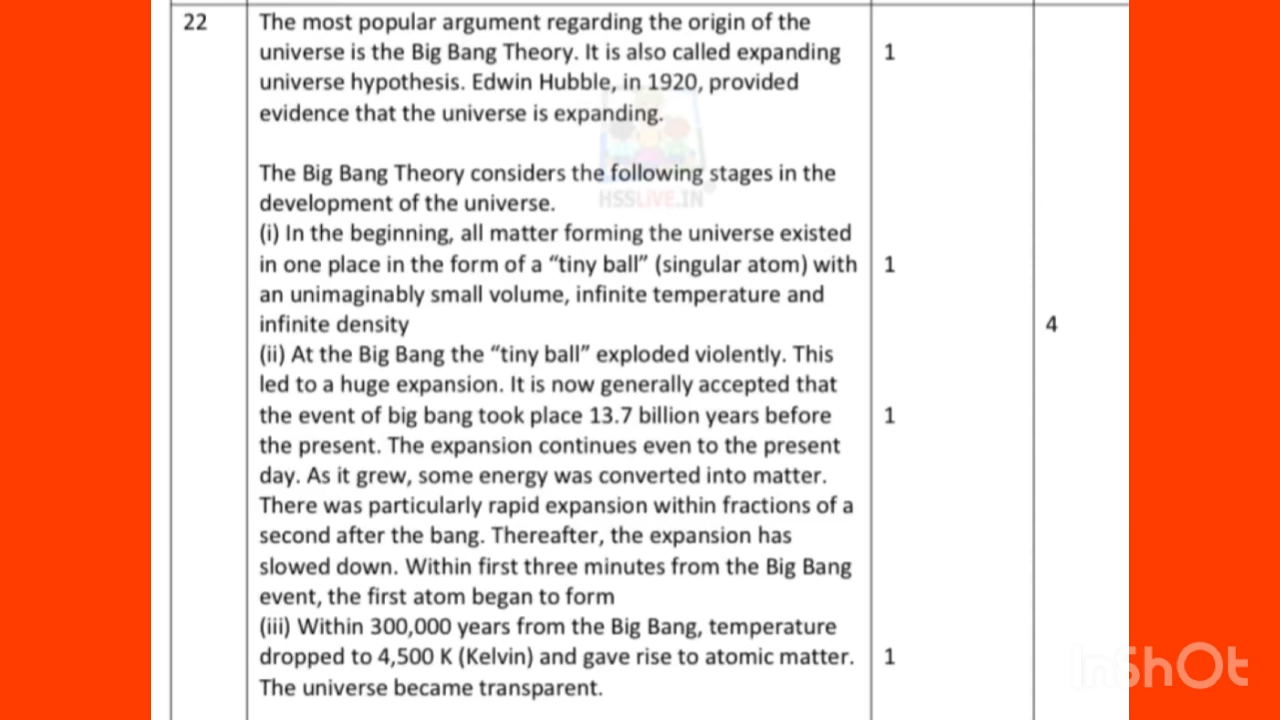 22
The most popular argument regarding the origin of the
universe is the Big Bang Theory. It is also called expanding
1
universe hypothesis. Edwin Hubble, in 1920, provided
evidence that the universe is expanding.
The Big Bang Theory considers the following stages in the
development of the universe.
HSSLiVE.IN
(i) In the beginning, all matter forming the universe existed
in one place in the form of a “tiny ball” (singular atom) with
1
an unimaginably small volume, infinite temperature and
infinite density
4
(ii) At the Big Bang the “tiny ball” exploded violently. This
led to a huge expansion. It is now generally accepted that
the event of big bang took place 13.7 billion years before
1
the present. The expansion continues even to the present
day. As it grew, some energy was converted into matter.
There was particularly rapid expansion within fractions of a
second after the bang. Thereafter, the expansion has
slowed down. Within first three minutes from the Big Bang
event, the first atom began to form
(iii) Within 300,000 years from the Big Bang, temperature
dropped to 4,500 K (Kelvin) and gave rise to atomic matter.
1
The universe became transparent.
InShOt